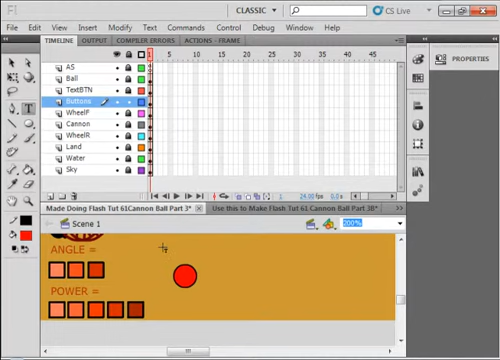 Fl
CLASSIC
CS Live
File Edit View Insert Modify Text Commands Control Debug Window Help
TIMELINE OUTPUT COMPILER ERRORS ACTIONS - FRAME
PROPERTIES
1 5 10 15 20 25 30 35 40 45
AS
Ball
TextBTN
Buttons
WheelF
Cannon
WheelR
Land
Water
Sky
1 24.00 fps 0.0 s
Made Doing Flash Tut 61Cannon Ball Part 3* Use this to Make Flash Tut 61Cannon Ball Part 3B*
Scene 1
200%
ANGLE =
POWER =